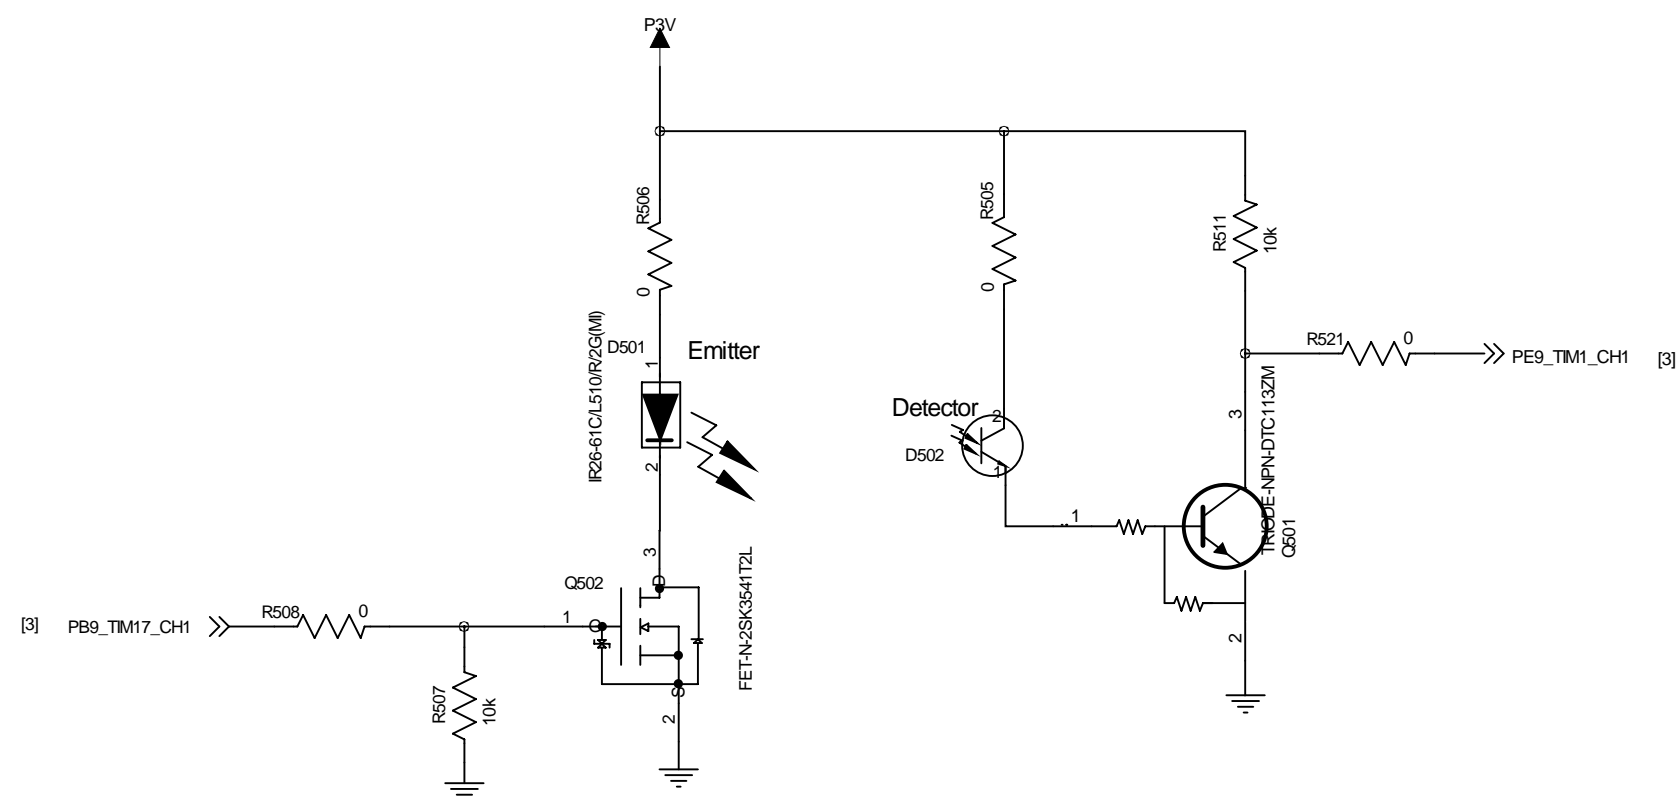 P3V
R506
0
R505
0
R511
10k
IR26-61C/L510/R/2G(MI)
D501
1
Emitter
2
R521
0
PE9_TIM1_CH1
[3]
Detector
D502
2
1
1
3
TRIODE-NPN-DTC113ZM
Q501
2
3
D
Q502
FET-N-2SK3541T2L
[3]
PB9_TIM17_CH1
R508
0
1
G
S
2
R507
10k